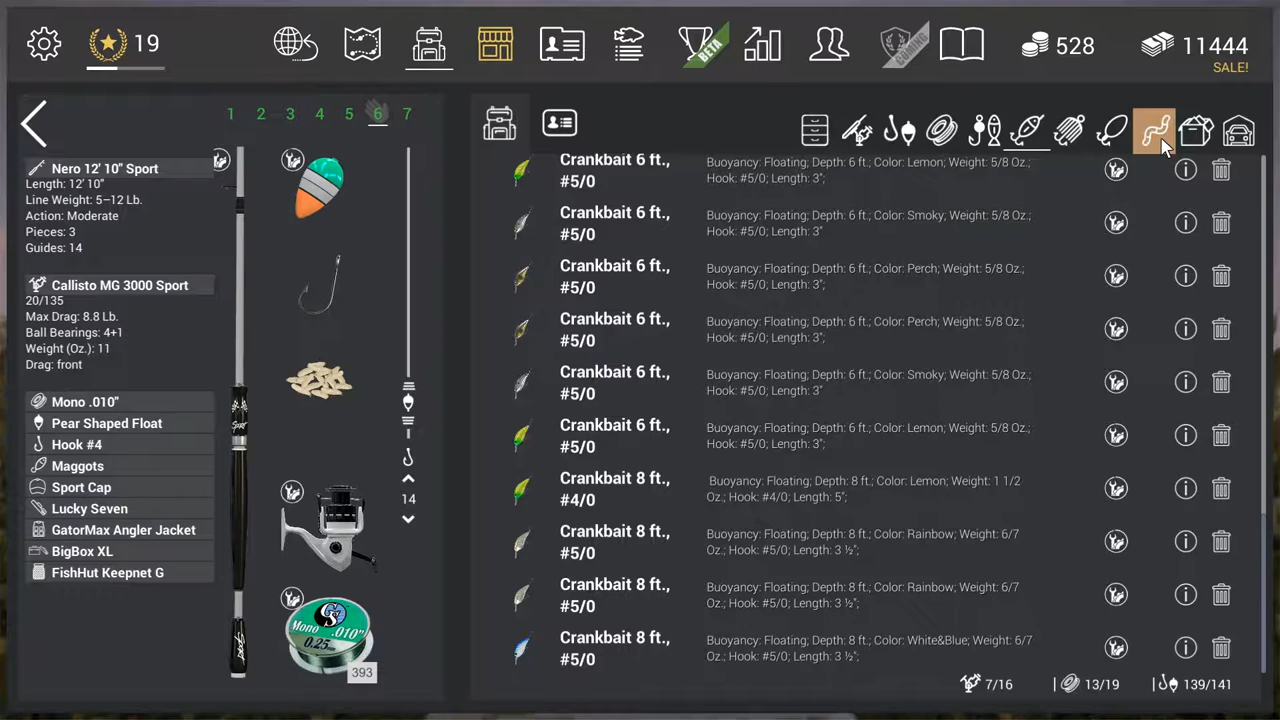 19
BETA
COMING
528
11444
SALE!
1 2 3 4 5 6 7
Nero 12' 10" Sport
Length: 12' 10"
Line Weight: 5–12 Lb.
Action: Moderate
Pieces: 3
Guides: 14
Callisto MG 3000 Sport
20/135
Max Drag: 8.8 Lb.
Ball Bearings: 4+1
Weight (Oz.): 11
Drag: front
Mono .010"
Pear Shaped Float
Hook #4
Maggots
Sport Cap
Lucky Seven
GatorMax Angler Jacket
BigBox XL
FishHut Keepnet G
14
Mono .010"
0.25mm
393
Crankbait 6 ft., #5/0
Buoyancy: Floating; Depth: 6 ft.; Color: Lemon; Weight: 5/8 Oz.;
Hook: #5/0; Length: 3";
Crankbait 6 ft., #5/0
Buoyancy: Floating; Depth: 6 ft.; Color: Smoky; Weight: 5/8 Oz.;
Hook: #5/0; Length: 3"
Crankbait 6 ft., #5/0
Buoyancy: Floating; Depth: 6 ft.; Color: Perch; Weight: 5/8 Oz.;
Hook: #5/0; Length: 3";
Crankbait 6 ft., #5/0
Buoyancy: Floating; Depth: 6 ft.; Color: Perch; Weight: 5/8 Oz.;
Hook: #5/0; Length: 3";
Crankbait 6 ft., #5/0
Buoyancy: Floating; Depth: 6 ft.; Color: Smoky; Weight: 5/8 Oz.;
Hook: #5/0; Length: 3"
Crankbait 6 ft., #5/0
Buoyancy: Floating; Depth: 6 ft.; Color: Lemon; Weight: 5/8 Oz.;
Hook: #5/0; Length: 3";
Crankbait 8 ft., #4/0
Buoyancy: Floating; Depth: 8 ft.; Color: Lemon; Weight: 1 1/2
Oz.; Hook: #4/0; Length: 5";
Crankbait 8 ft., #5/0
Buoyancy: Floating; Depth: 8 ft.; Color: Rainbow; Weight: 6/7
Oz.; Hook: #5/0; Length: 3 ½";
Crankbait 8 ft., #5/0
Buoyancy: Floating; Depth: 8 ft.; Color: Rainbow; Weight: 6/7
Oz.; Hook: #5/0; Length: 3 ½";
Crankbait 8 ft., #5/0
Buoyancy: Floating; Depth: 8 ft.; Color: White&Blue; Weight: 6/7
Oz.; Hook: #5/0; Length: 3 ½";
7/16 | 13/19 | 139/141